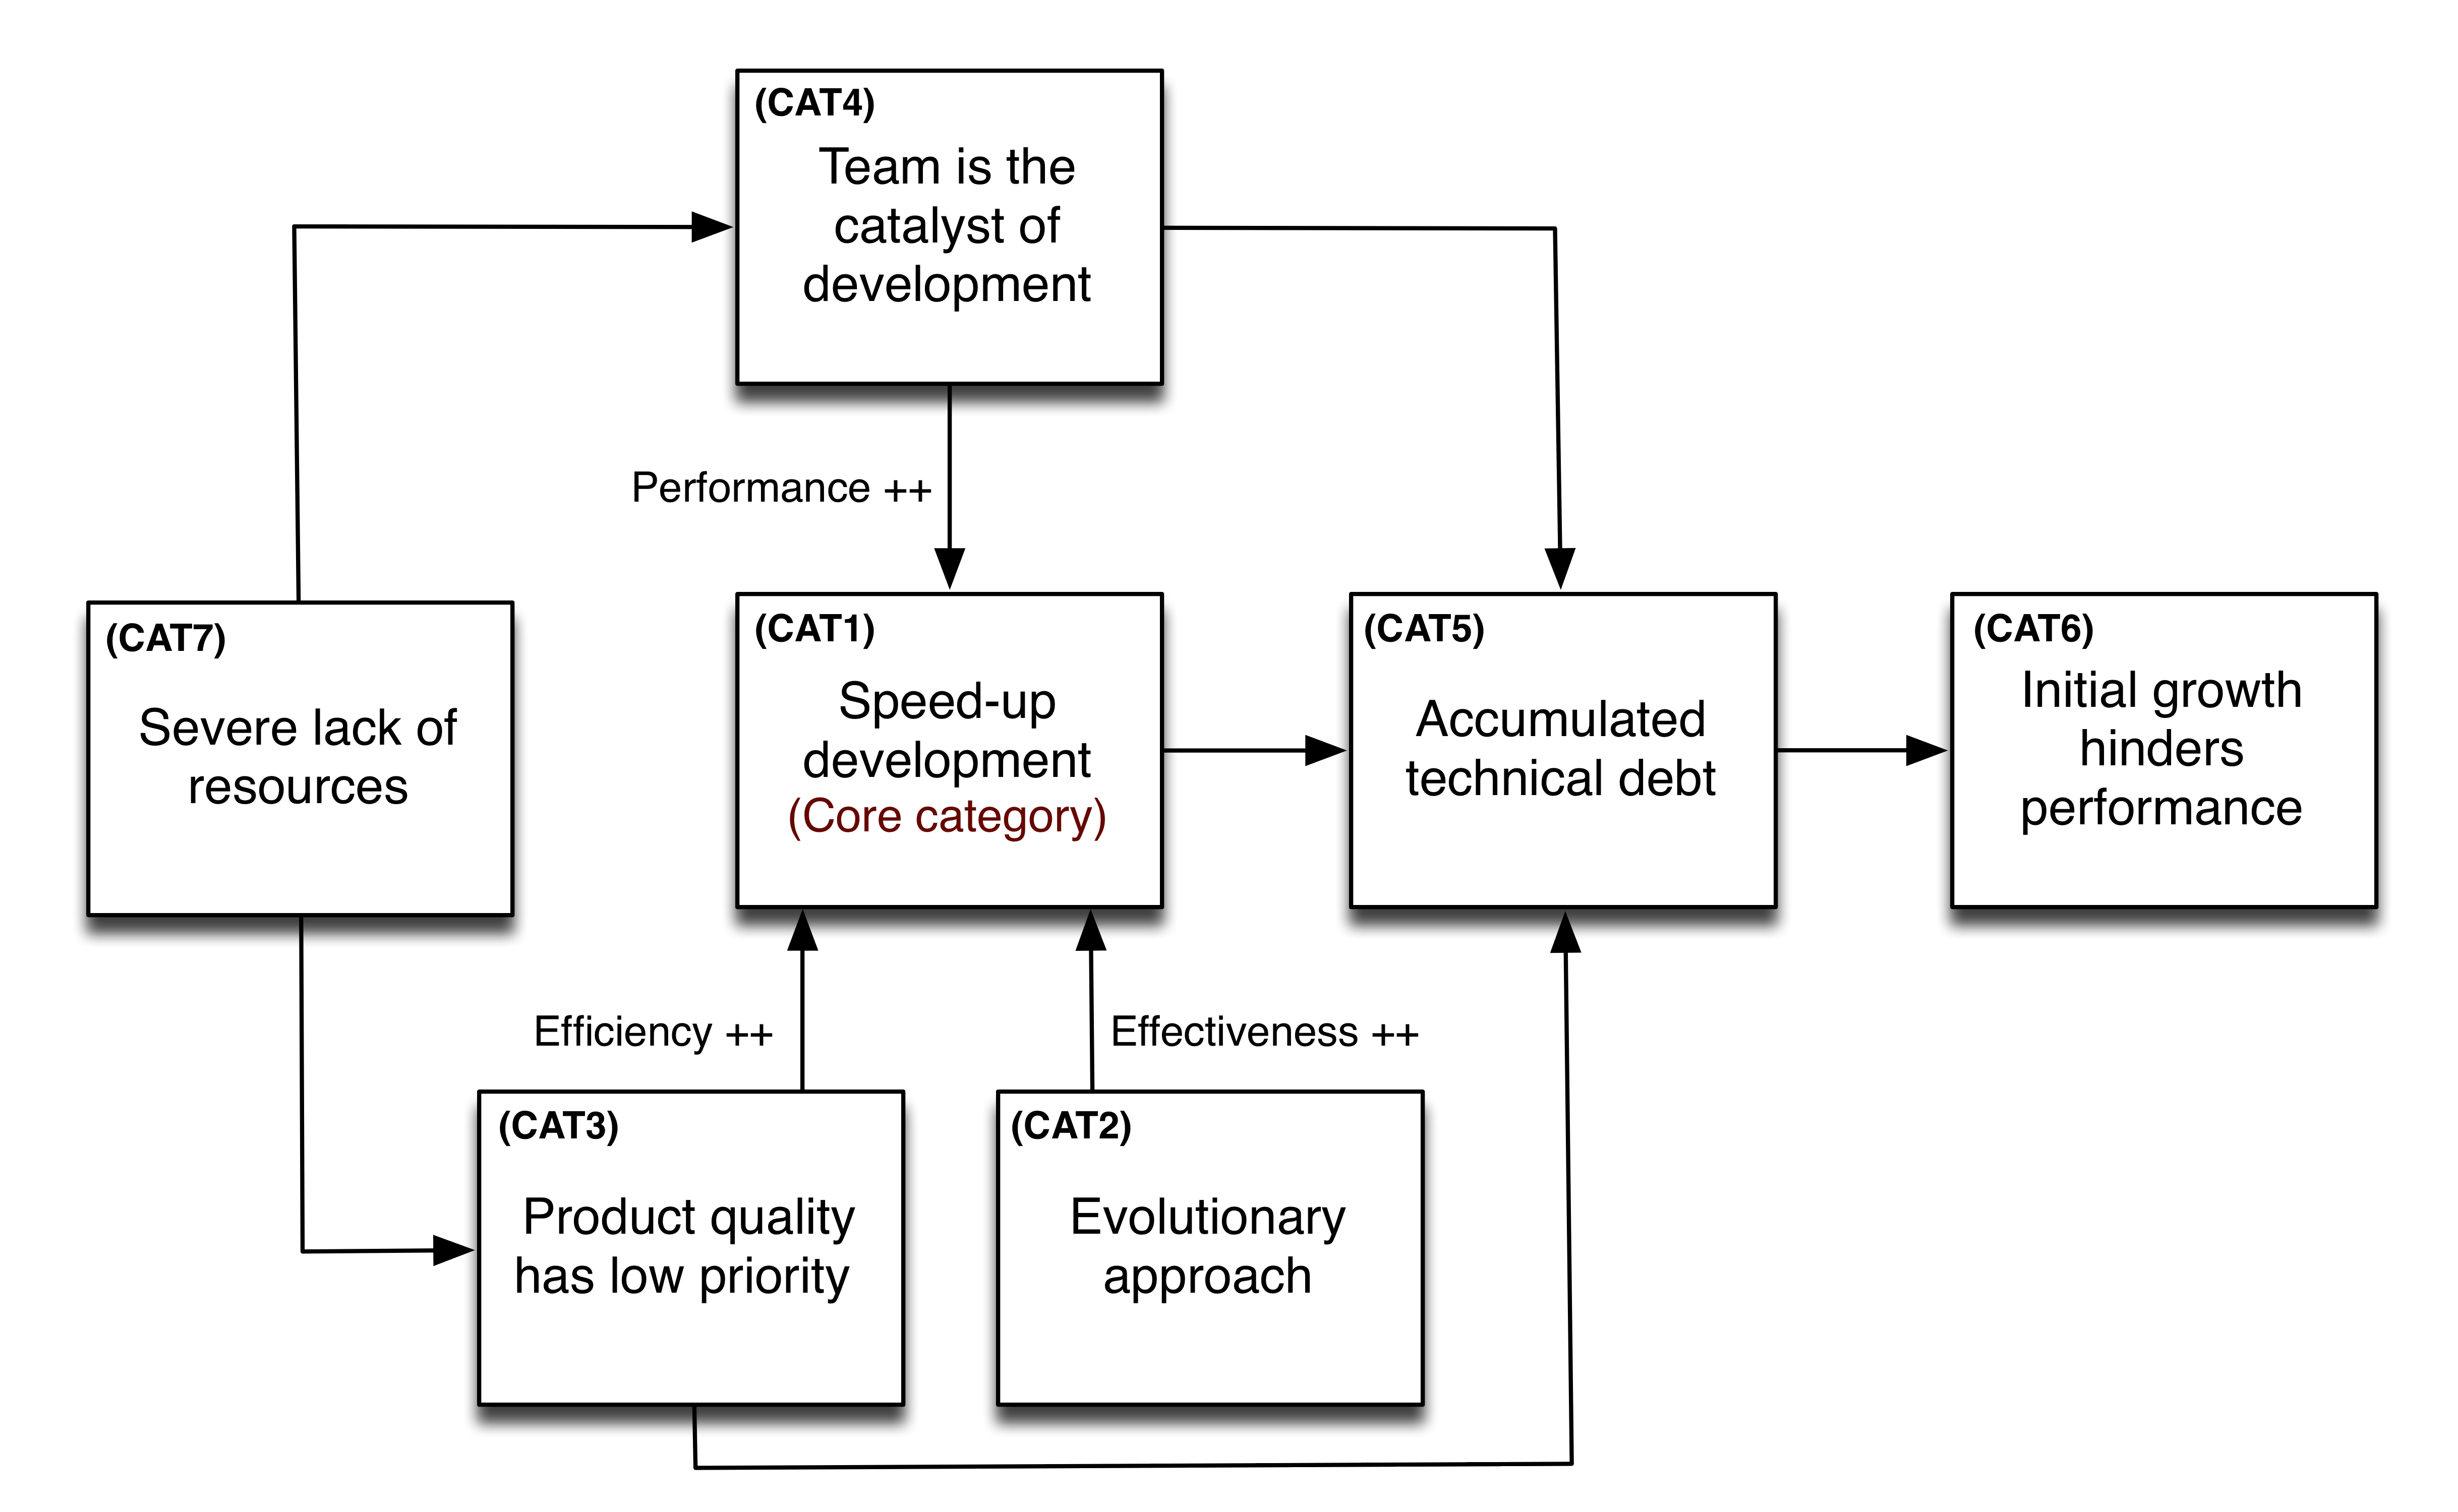 (CAT4)
Team is the
catalyst of
development
Performance ++
(CAT7)
Severe lack of
resources
(CAT1)
Speed-up
development
(Core category)
(CAT5)
Accumulated
technical debt
(CAT6)
Initial growth
hinders
performance
Efficiency ++
Effectiveness ++
(CAT3)
Product quality
has low priority
(CAT2)
Evolutionary
approach